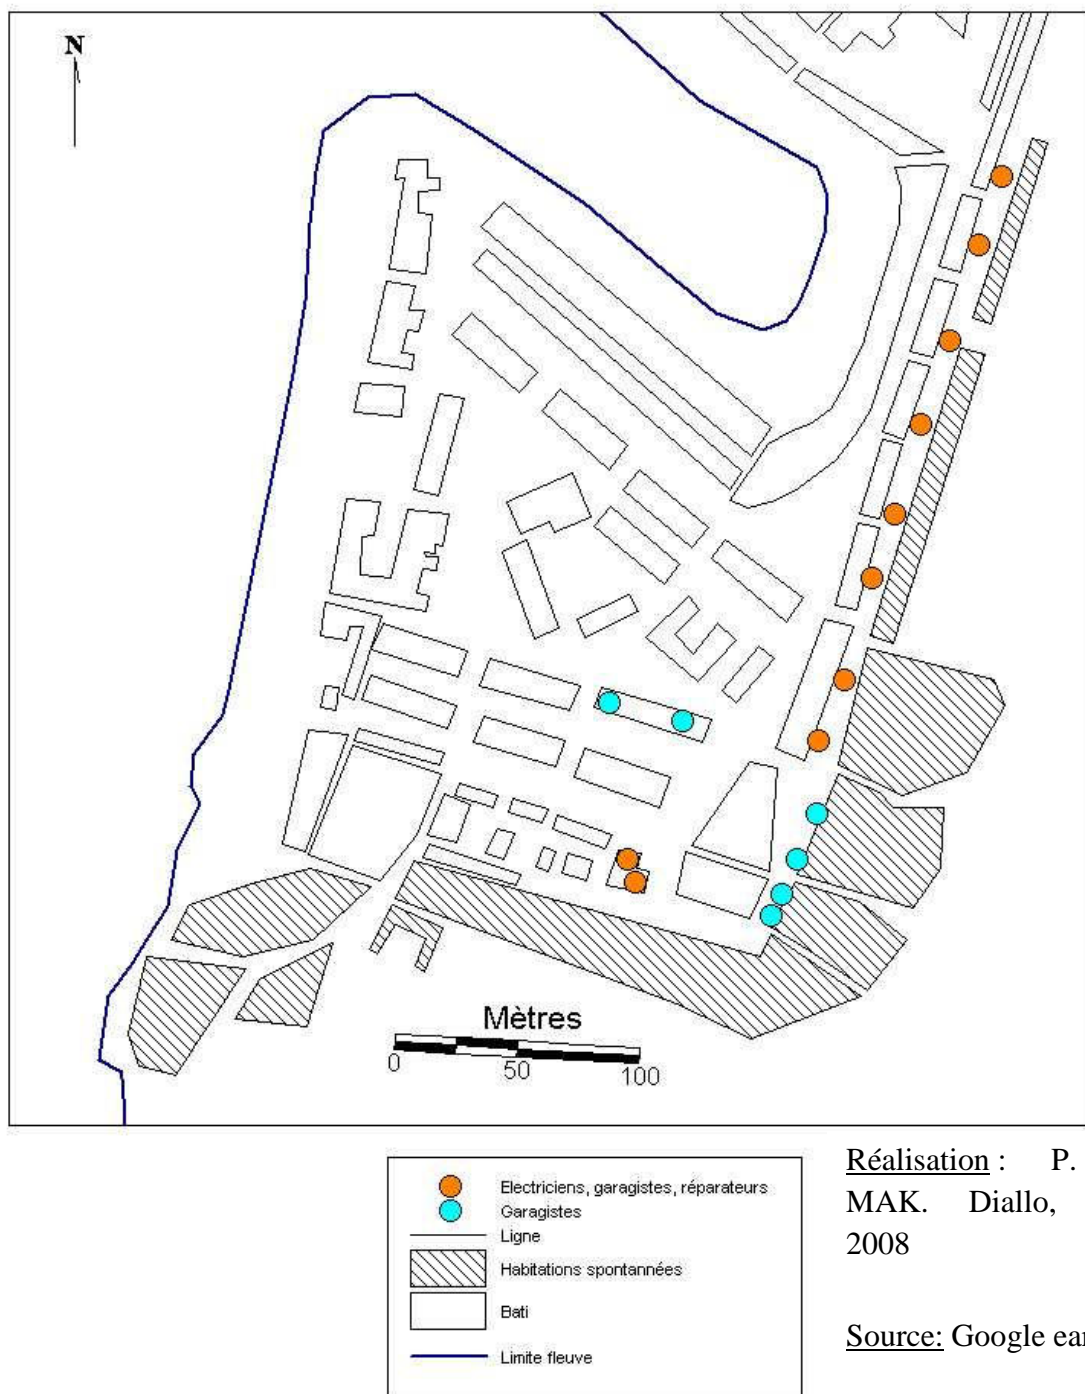 N
Mètres
0 50 100
Electriciens, garagistes, réparateurs
Garagistes
Ligne
Habitations spontannées
Bati
Limite fleuve
Réalisation : P.
MAK. Diallo,
2008
Source: Google ear